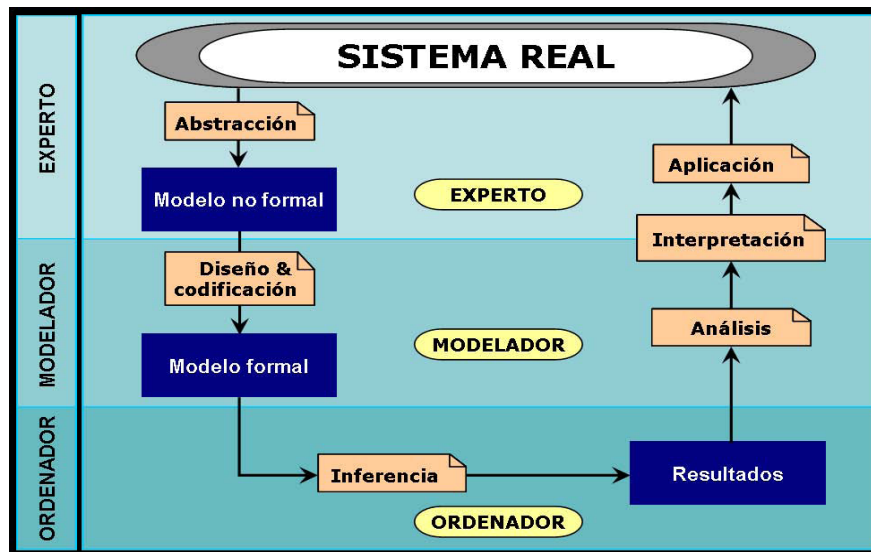 SISTEMA REAL
EXPERTO
Abstracción
Modelo no formal
EXPERTO
Aplicación
Interpretación
MODELADOR
Diseño &
codificación
Modelo formal
MODELADOR
Análisis
ORDENADOR
Inferencia
Resultados
ORDENADOR